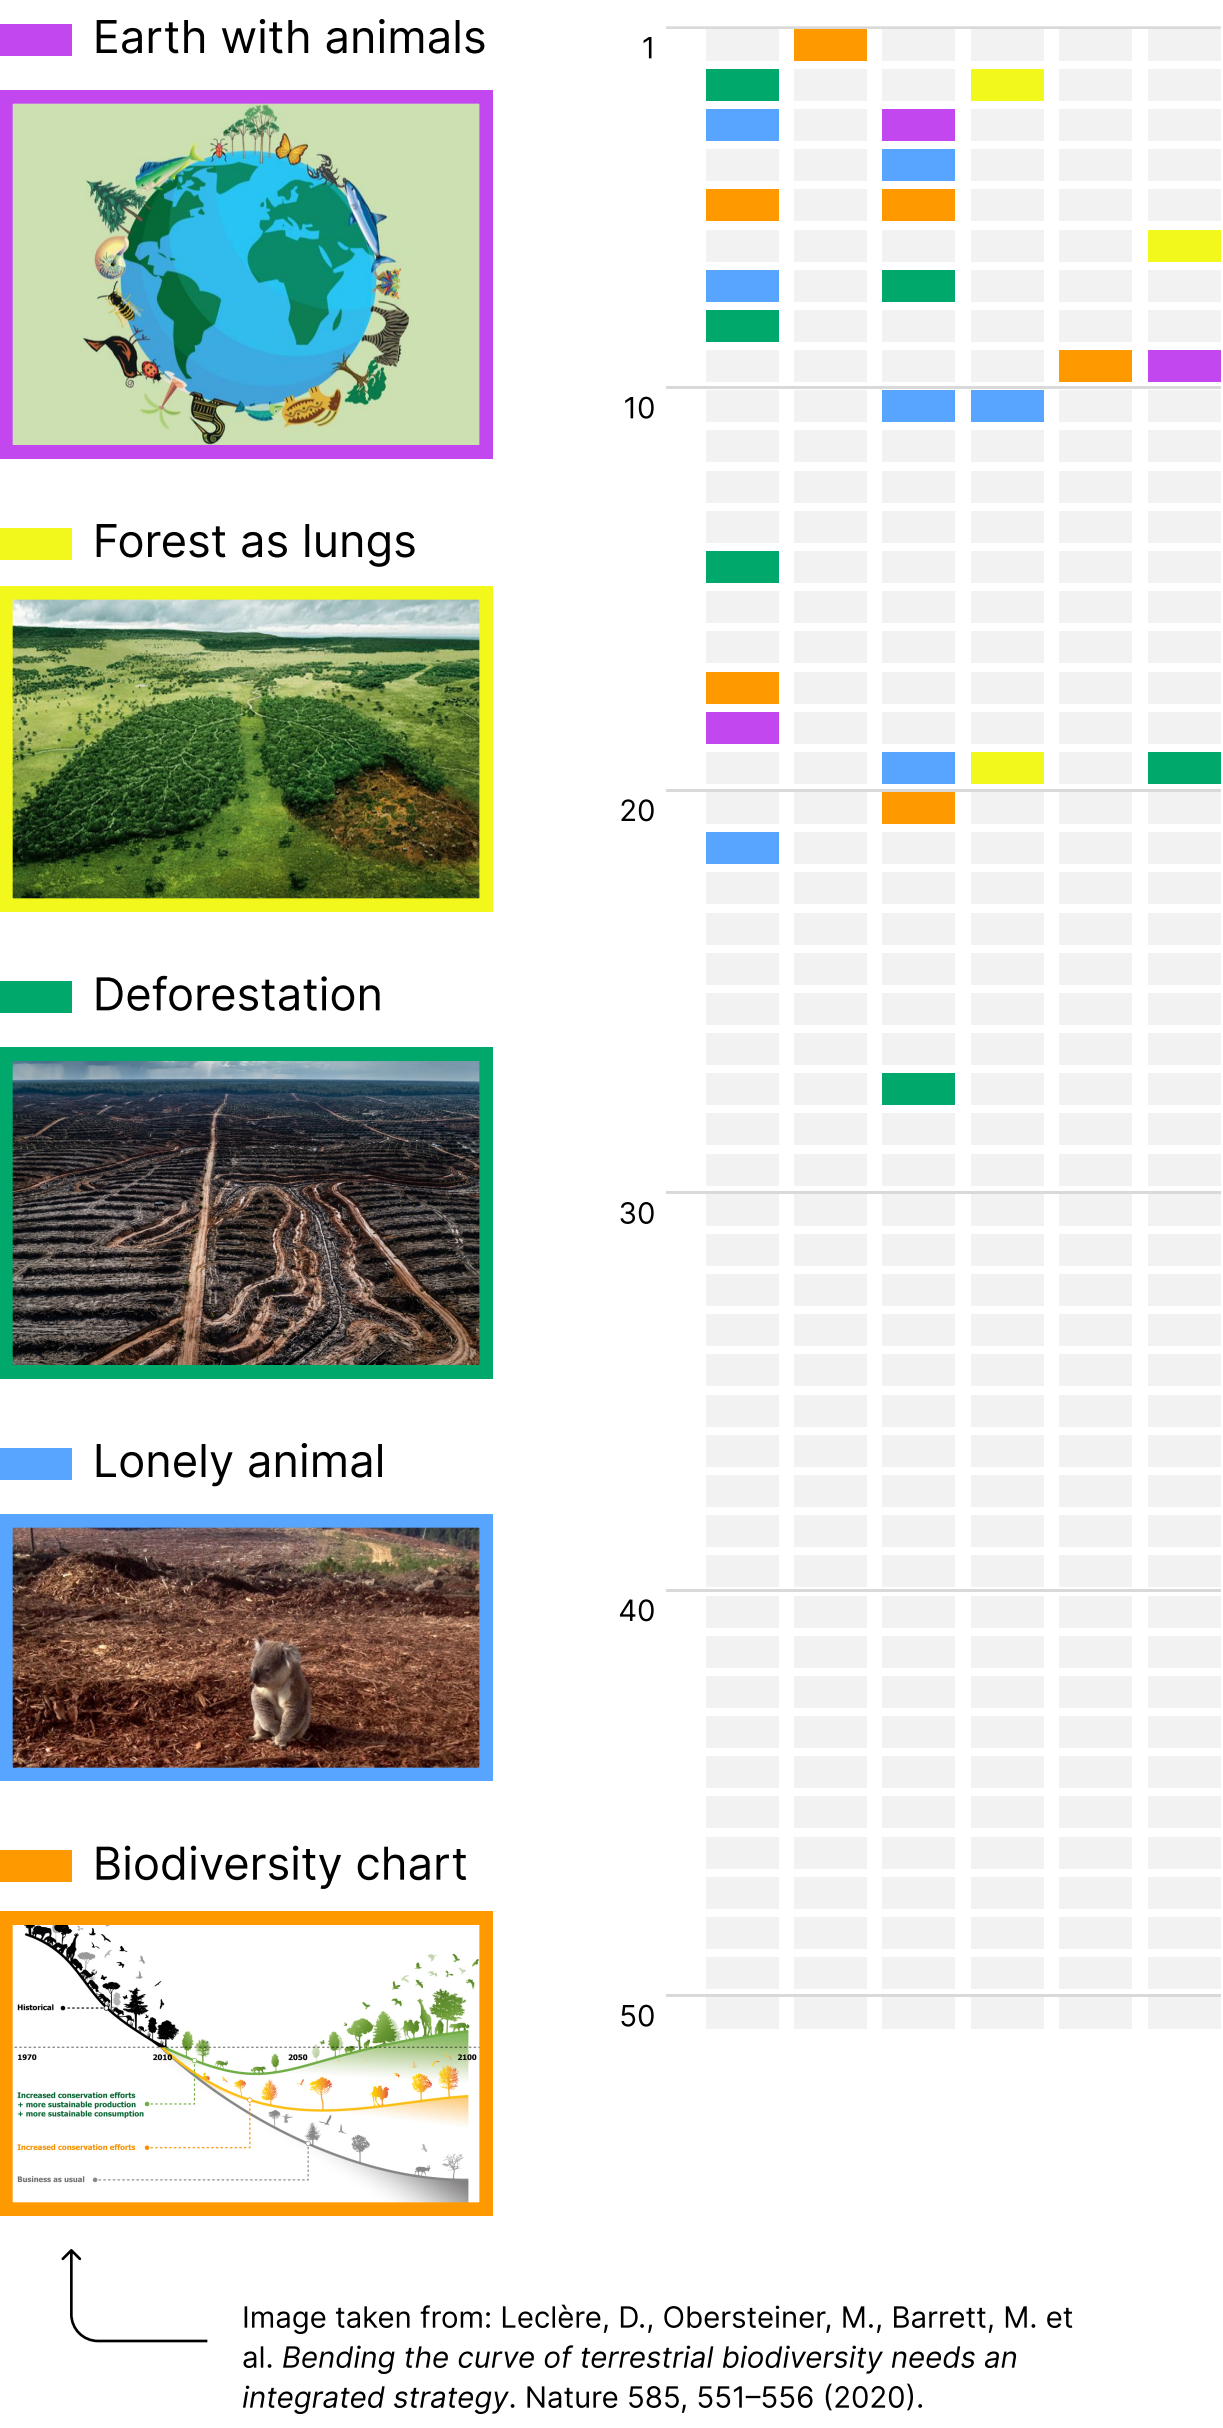 Earth with animals
Forest as lungs
Deforestation
Lonely animal
Biodiversity chart
Historical
1970
2010
2050
2100
Increased conservation efforts
+ more sustainable production
+ more sustainable consumption
Increased conservation efforts
Business as usual
Image taken from: Leclère, D., Obersteiner, M., Barrett, M. et
al. Bending the curve of terrestrial biodiversity needs an
integrated strategy. Nature 585, 551–556 (2020).
1
10
20
30
40
50